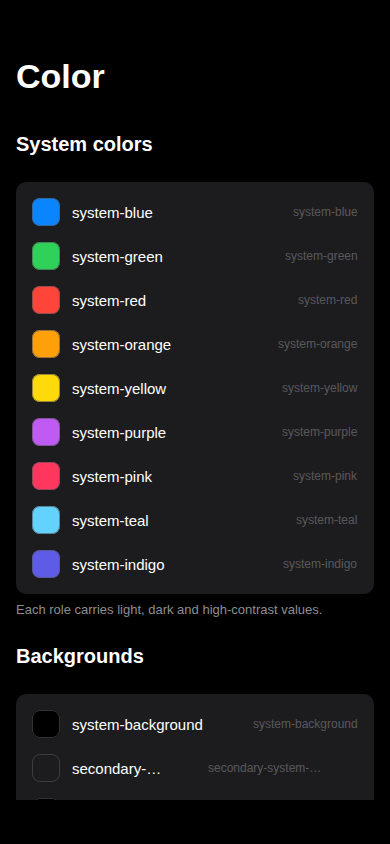 Color
System colors
system-blue system-blue
system-green system-green
system-red system-red
system-orange system-orange
system-yellow system-yellow
system-purple system-purple
system-pink system-pink
system-teal system-teal
system-indigo system-indigo
Each role carries light, dark and high-contrast values.
Backgrounds
system-background system-background
secondary-… secondary-system-…